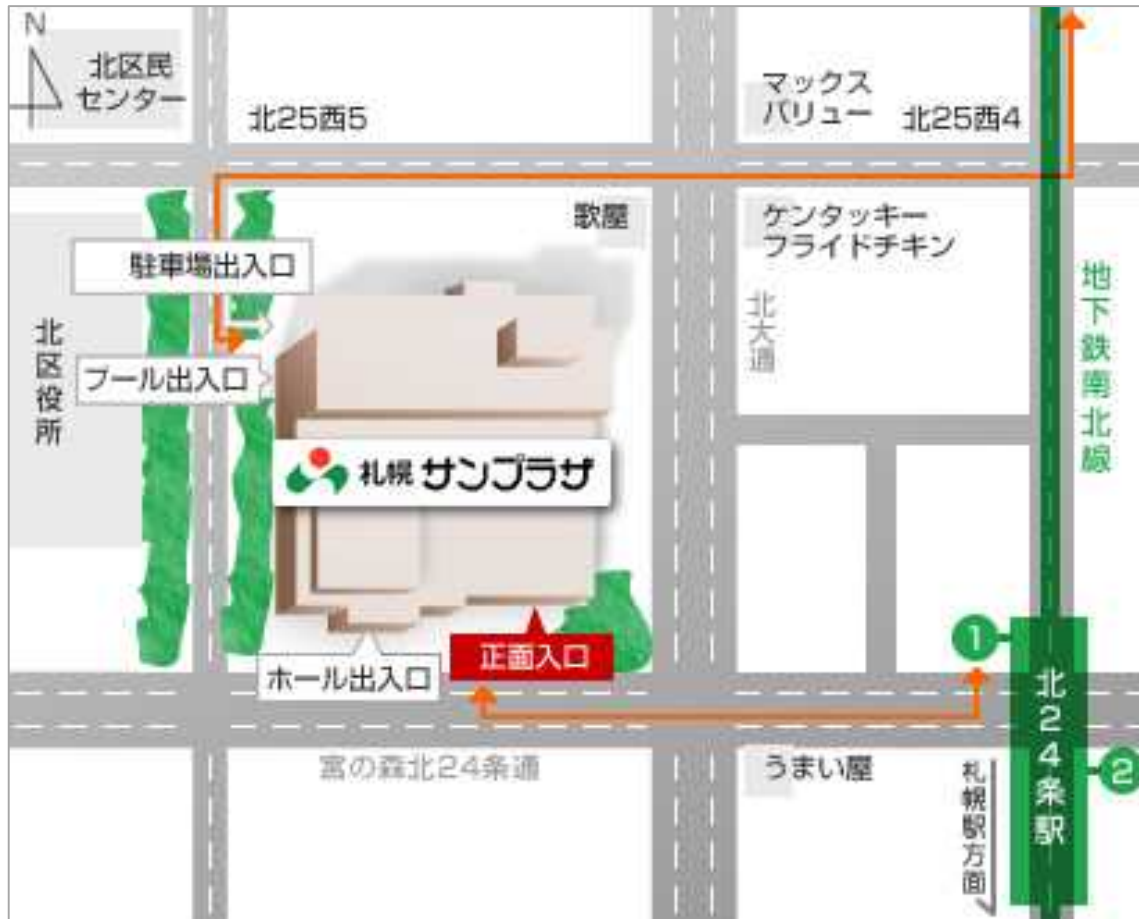 N
北区民
センター
北25西5
マックス
バリュー
北25西4
歌屋
ケンタッキー
フライドチキン
駐車場出入口
北大通
地下鉄南北線
北区役所
プール出入口
札幌 サンプラザ
1
正面入口
ホール出入口
北24条駅
宮の森北24条通
うまい屋
2
札幌駅方面